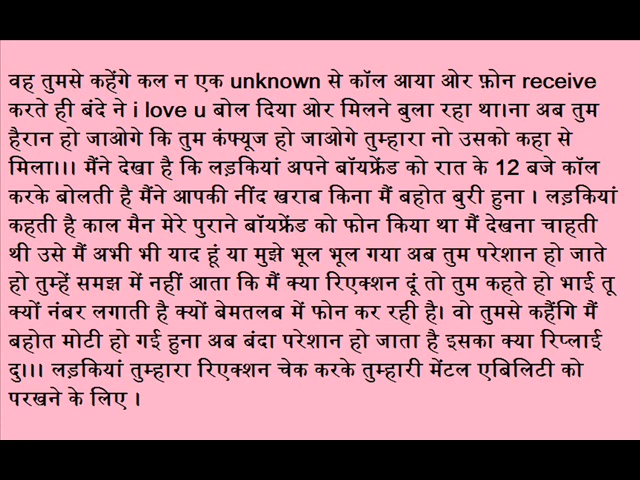 वह तुमसे कहेंगे कल न एक unknown से कॉल आया ओर फ़ोन receive
करते ही बंदे ने i love u बोल दिया ओर मिलने बुला रहा था।ना अब तुम
हैरान हो जाओगे कि तुम कंफ्यूज हो जाओगे तुम्हारा नो उसको कहा से
मिला।।। मैंने देखा है कि लड़कियां अपने बॉयफ्रेंड को रात के 12 बजे कॉल
करके बोलती है मैंने आपकी नींद खराब किना मैं बहोत बुरी हुना । लड़कियां
कहती है काल मैन मेरे पुराने बॉयफ्रेंड को फोन किया था मैं देखना चाहती
थी उसे मैं अभी भी याद हूं या मुझे भूल भूल गया अब तुम परेशान हो जाते
हो तुम्हें समझ में नहीं आता कि मैं क्या रिएक्शन दूं तो तुम कहते हो भाई तू
क्यों नंबर लगाती है क्यों बेमतलब में फोन कर रही है। वो तुमसे कहैंगि मैं
बहोत मोटी हो गई हुना अब बंदा परेशान हो जाता है इसका क्या रिप्लाई
दु।।। लड़कियां तुम्हारा रिएक्शन चेक करके तुम्हारी मेंटल एबिलिटी को
परखने के लिए ।